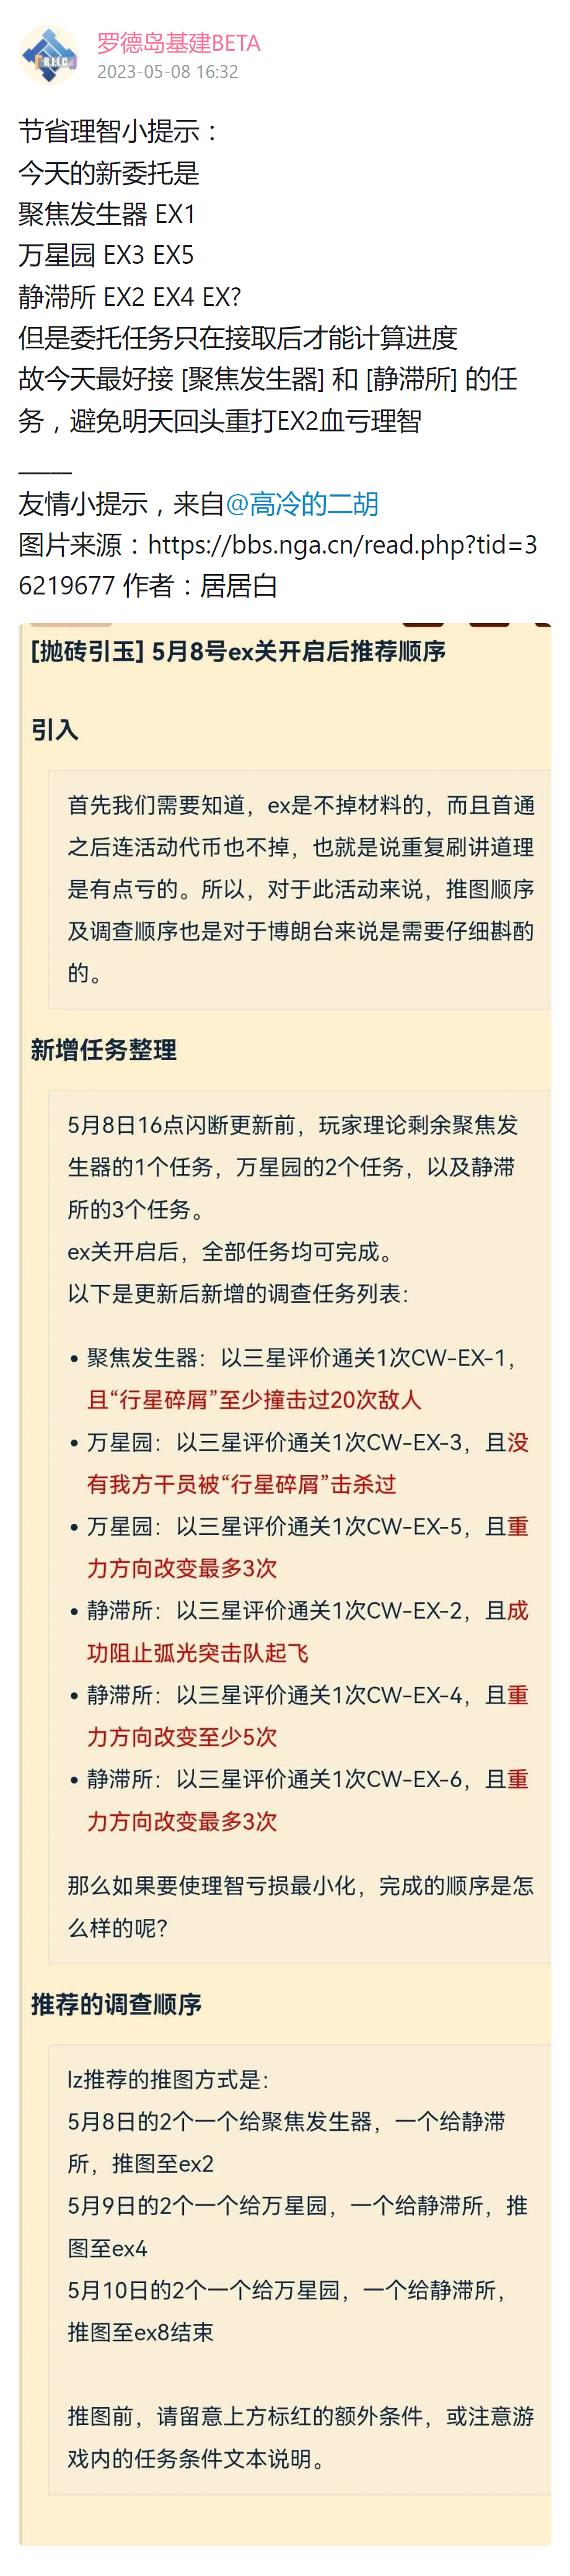 R.I.I.C
罗德岛基建BETA
2023-05-08 16:32
节省理智小提示：
今天的新委托是
聚焦发生器 EX1
万星园 EX3 EX5
静滞所 EX2 EX4 EX?
但是委托任务只在接取后才能计算进度
故今天最好接 [聚焦发生器] 和 [静滞所] 的任
务，避免明天回头重打EX2血亏理智
_____
友情小提示，来自@高冷的二胡
图片来源：https://bbs.nga.cn/read.php?tid=3
6219677 作者：居居白
[抛砖引玉] 5月8号ex关开启后推荐顺序
引入
首先我们需要知道，ex是不掉材料的，而且首通
之后连活动代币也不掉，也就是说重复刷讲道理
是有点亏的。所以，对于此活动来说，推图顺序
及调查顺序也是对于博朗台来说是需要仔细斟酌
的。
新增任务整理
5月8日16点闪断更新前，玩家理论剩余聚焦发
生器的1个任务，万星园的2个任务，以及静滞
所的3个任务。
ex关开启后，全部任务均可完成。
以下是更新后新增的调查任务列表：
• 聚焦发生器：以三星评价通关1次CW-EX-1，
且“行星碎屑”至少撞击过20次敌人
• 万星园：以三星评价通关1次CW-EX-3，且没
有我方干员被“行星碎屑”击杀过
• 万星园：以三星评价通关1次CW-EX-5，且重
力方向改变最多3次
• 静滞所：以三星评价通关1次CW-EX-2，且成
功阻止弧光突击队起飞
• 静滞所：以三星评价通关1次CW-EX-4，且重
力方向改变至少5次
• 静滞所：以三星评价通关1次CW-EX-6，且重
力方向改变最多3次
那么如果要使理智亏损最小化，完成的顺序是怎
么样的呢？
推荐的调查顺序
lz推荐的推图方式是：
5月8日的2个一个给聚焦发生器，一个给静滞
所，推图至ex2
5月9日的2个一个给万星园，一个给静滞所，推
图至ex4
5月10日的2个一个给万星园，一个给静滞所，
推图至ex8结束
推图前，请留意上方标红的额外条件，或注意游
戏内的任务条件文本说明。